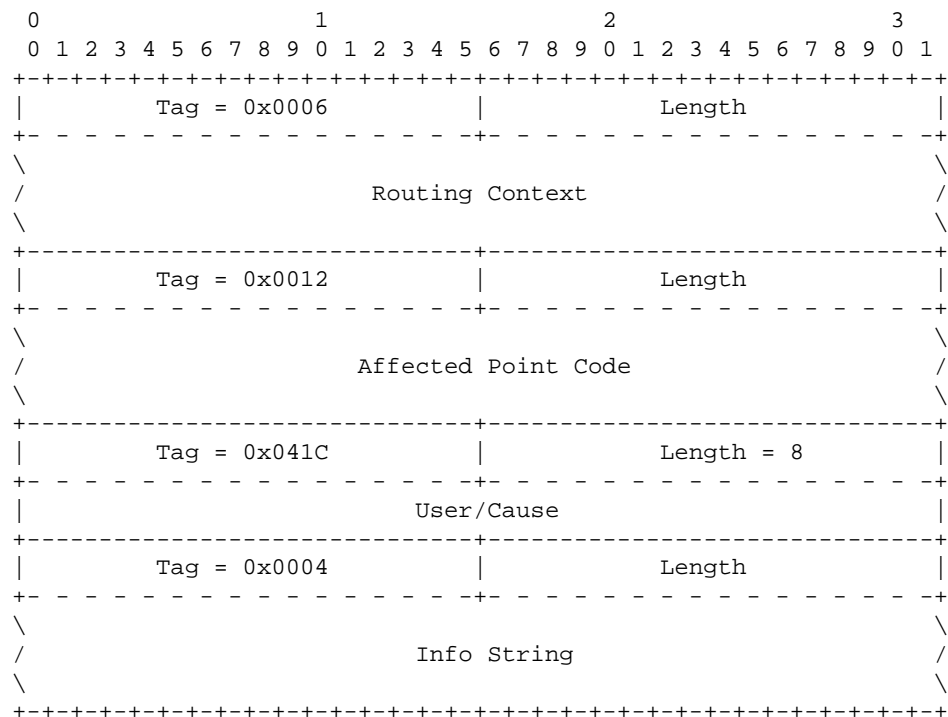 0                   1                   2                   3
 0 1 2 3 4 5 6 7 8 9 0 1 2 3 4 5 6 7 8 9 0 1 2 3 4 5 6 7 8 9 0 1
+-+-+-+-+-+-+-+-+-+-+-+-+-+-+-+-+-+-+-+-+-+-+-+-+-+-+-+-+-+-+-+-+
|         Tag = 0x0006          |            Length             |
+- - - - - - - - - - - - - - - -+- - - - - - - - - - - - - - - -+
\                                                               \
/                        Routing Context                        /
\                                                               \
+---------------------------------------------------------------+
|         Tag = 0x0012          |            Length             |
+- - - - - - - - - - - - - - - -+- - - - - - - - - - - - - - - -+
\                                                               \
/                       Affected Point Code                     /
\                                                               \
+---------------------------------------------------------------+
|         Tag = 0x041C          |            Length = 8         |
+- - - - - - - - - - - - - - - -+- - - - - - - - - - - - - - - -+
|                           User/Cause                          |
+---------------------------------------------------------------+
|         Tag = 0x0004          |            Length             |
+- - - - - - - - - - - - - - - -+- - - - - - - - - - - - - - - -+
\                                                               \
/                           Info String                         /
\                                                               \
+-+-+-+-+-+-+-+-+-+-+-+-+-+-+-+-+-+-+-+-+-+-+-+-+-+-+-+-+-+-+-+-+